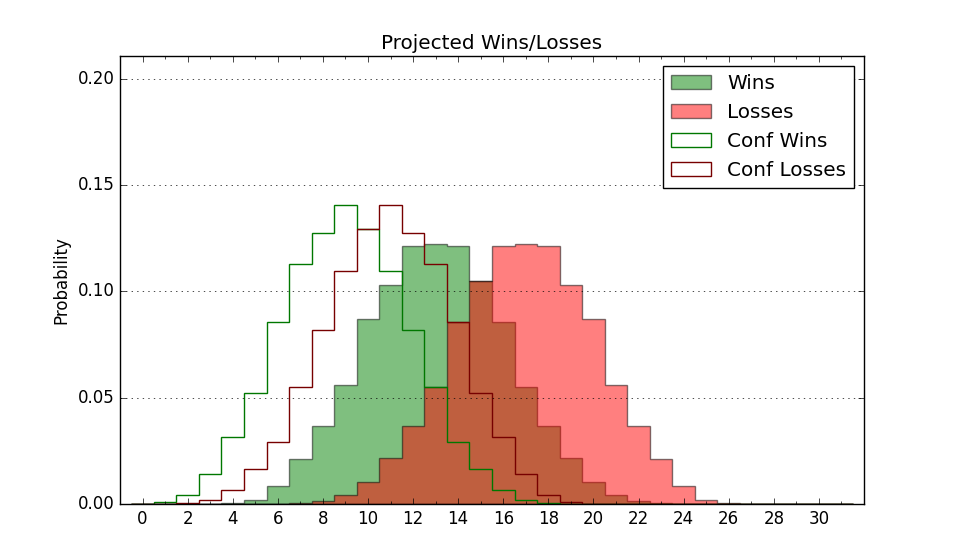 Projected Wins/Losses
0.20
0.15
0.10
0.05
0.00
Probability
Wins
Losses
Conf Wins
Conf Losses
0 2 4 6 8 10 12 14 16 18 20 22 24 26 28 30